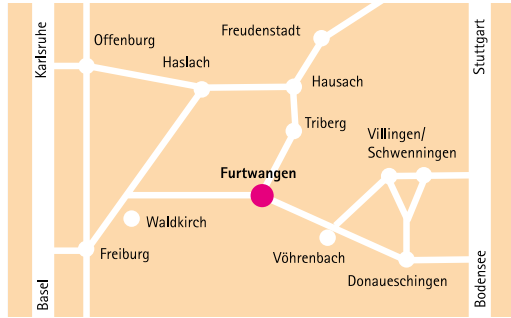 Karlsruhe
Offenburg
Freudenstadt
Stuttgart
Haslach
Hausach
Triberg
Villingen/
Schwenningen
Furtwangen
Waldkirch
Freiburg
Vöhrenbach
Donaueschingen
Basel
Bodensee